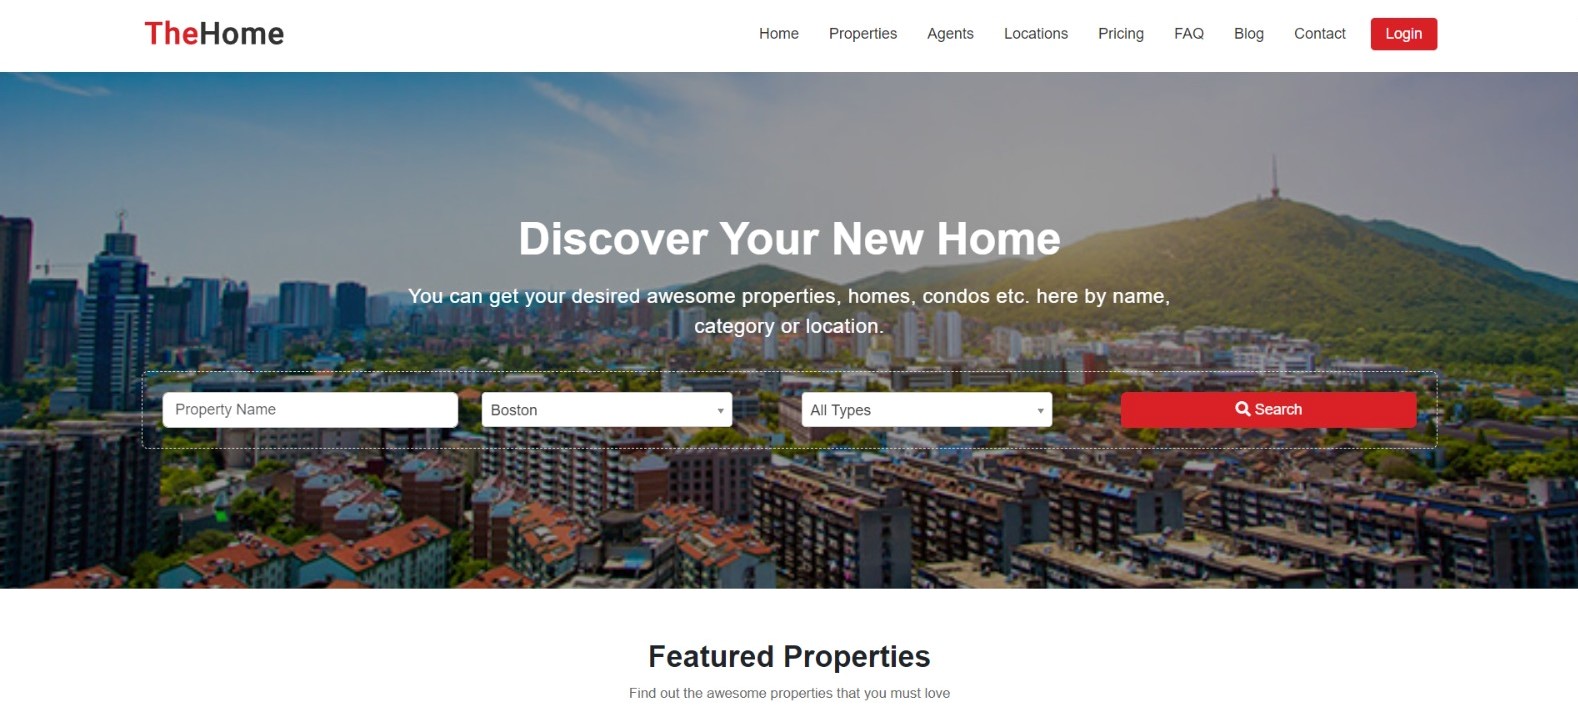 TheHome
Home Properties Agents Locations Pricing FAQ Blog Contact Login
Discover Your New Home
You can get your desired awesome properties, homes, condos etc. here by name,
category or location.
Property Name Boston All Types Search
Featured Properties
Find out the awesome properties that you must love